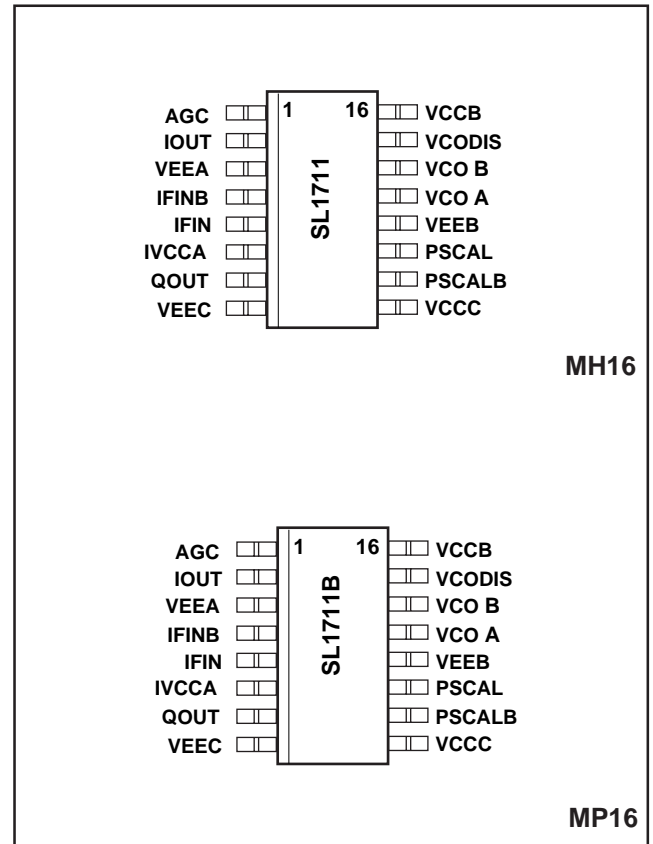 AGC 1 16 VCCB
IOUT VCODIS
VEEA VCO B
IFINB VCO A
IFIN SL1711 VEEB
IVCCA PSCAL
QOUT PSCALB
VEEC VCCC
MH16
AGC 1 16 VCCB
IOUT VCODIS
VEEA VCO B
IFINB VCO A
IFIN SL1711B VEEB
IVCCA PSCAL
QOUT PSCALB
VEEC VCCC
MP16